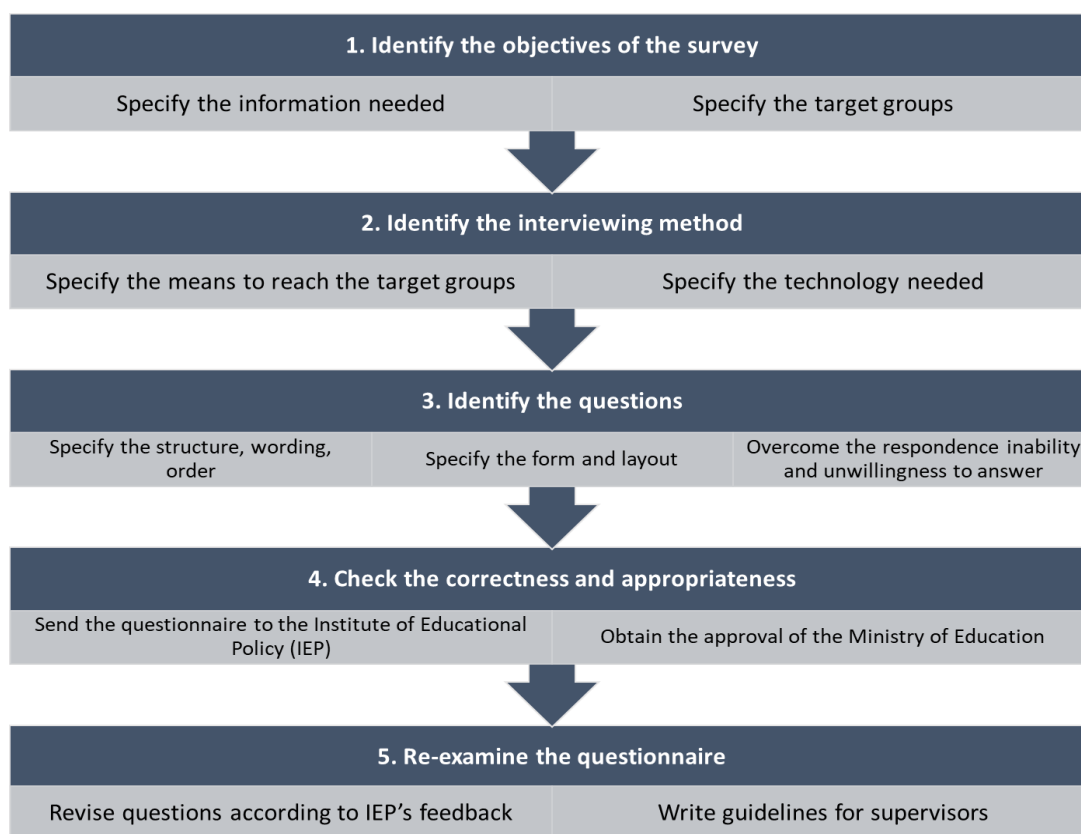 1. Identify the objectives of the survey
Specify the information needed
Specify the target groups
2. Identify the interviewing method
Specify the means to reach the target groups
Specify the technology needed
3. Identify the questions
Specify the structure, wording,
order
Specify the form and layout
Overcome the respondence inability
and unwillingness to answer
4. Check the correctness and appropriateness
Send the questionnaire to the Institute of Educational
Policy (IEP)
Obtain the approval of the Ministry of Education
5. Re-examine the questionnaire
Revise questions according to IEP’s feedback
Write guidelines for supervisors